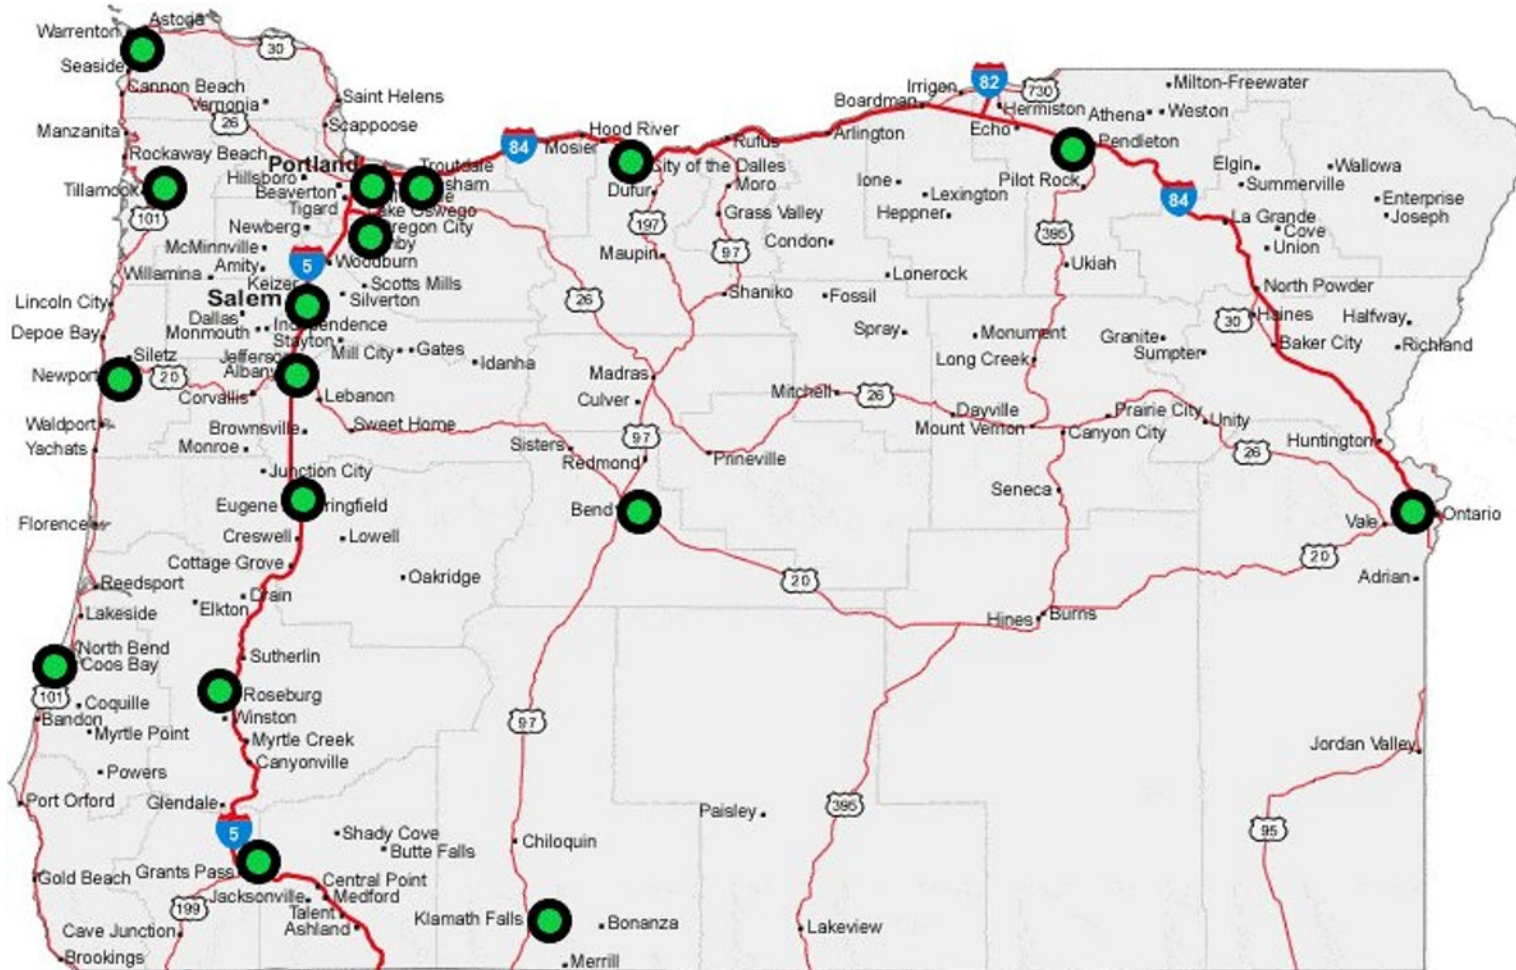 Astoria
Warrenton
30
Seaside
Cannon Beach
Vernonia
Saint Helens
26
Scappoose
Manzanita
Rockaway Beach
Portland
Hillsboro
Troutdale
Beaverton
Tillamook
Tigard
Lake Oswego
101
Newberg
McMinnville
Amity
Woodburn
5
Willamina
Keizer
Scotts Mills
Salem
Silverton
Lincoln City
Dallas
Monmouth
Independence
Depoe Bay
Stayton
Mill City
Gates
Idanha
Siletz
Jefferson
Newport
20
Albany
Corvallis
Lebanon
Waldport
Brownsville
Sweet Home
Yachats
Monroe
Junction City
Eugene
Florence
Creswell
Lowell
Cottage Grove
Oakridge
Reedsport
Drain
Elkton
Lakeside
North Bend
Coos Bay
Sutherlin
101
Roseburg
Coquille
Winston
Bandon
Myrtle Point
Myrtle Creek
Canyonville
Powers
Port Orford
Glendale
5
Shady Cove
Butte Falls
Gold Beach
Grants Pass
Central Point
Jacksonville
Medford
199
Talent
Cave Junction
Ashland
Brookings
84
Mosier
Hood River
Rufus
Arlington
City of the Dalles
Dufur
Moro
197
Grass Valley
Maupin
97
Condon
Shaniko
Fossil
26
Madras
Culver
Mitchell
26
97
Sisters
Redmond
Prineville
Bend
20
97
Chiloquin
Paisley
Klamath Falls
Bonanza
Merrill
Lakeview
395
Irrigon
82
730
Boardman
Hermiston
Athena
Weston
Milton-Freewater
Echo
Pendleton
Elgin
Wallowa
Ione
Pilot Rock
Summerville
Lexington
84
Enterprise
Heppner
Joseph
La Grande
395
Cove
Union
Ukiah
Lonerock
North Powder
30
Haines
Halfway
Spray
Monument
Granite
Sumpter
Baker City
Richland
Long Creek
Dayville
Prairie City
Unity
Mount Vernon
Canyon City
26
Huntington
Seneca
Vale
Ontario
20
Adrian
Hines
Burns
Jordan Valley
95